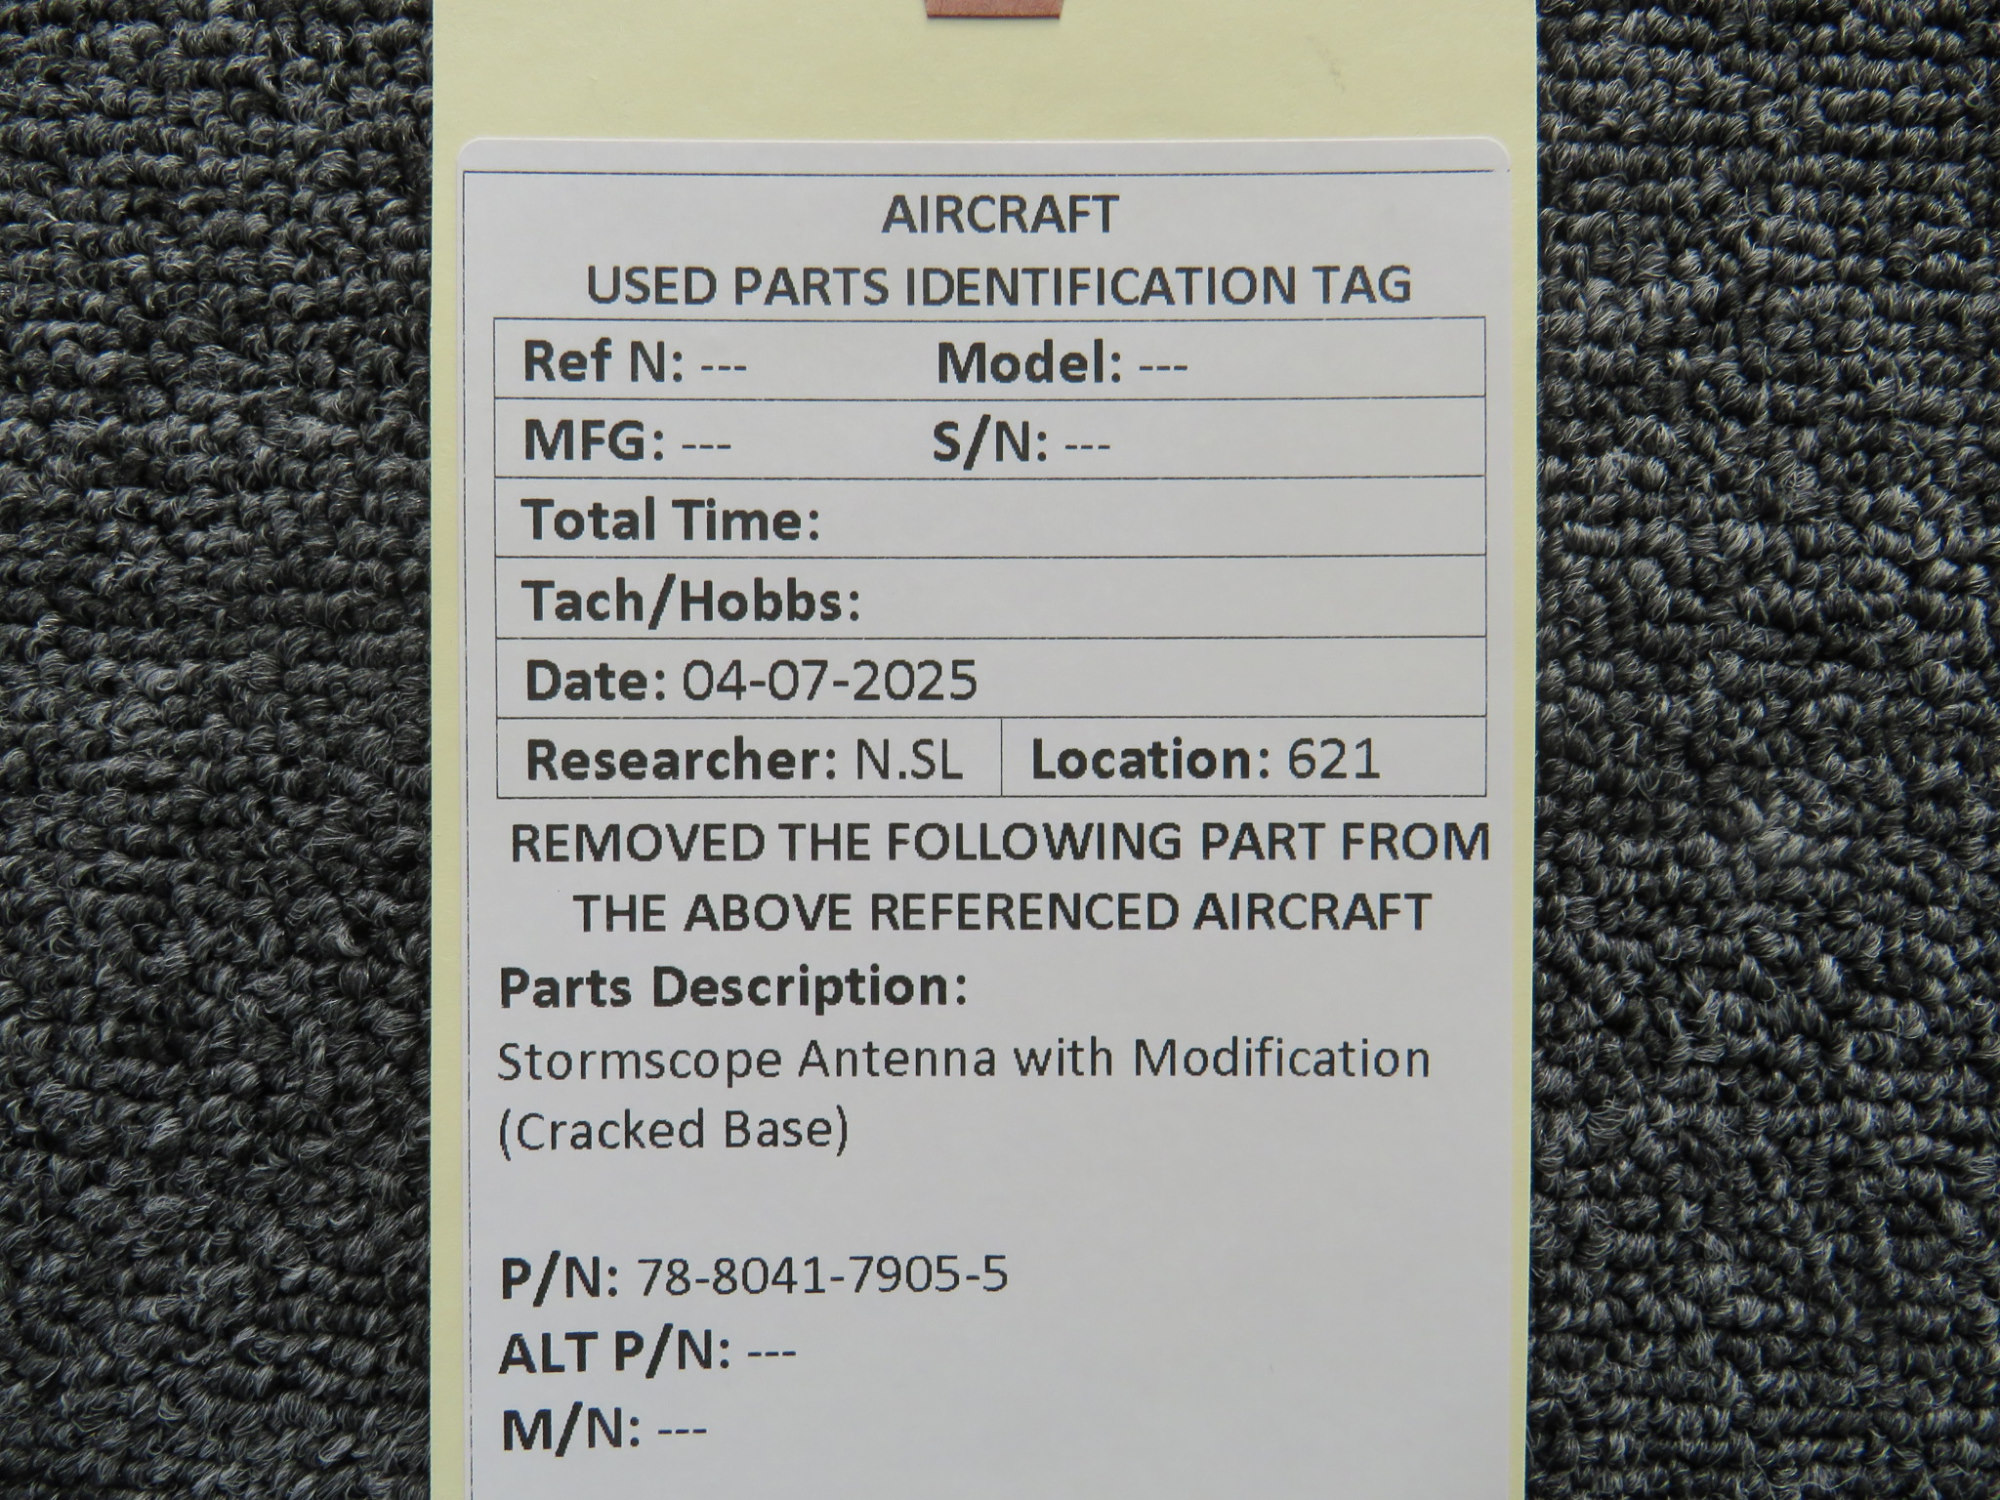 AIRCRAFT
USED PARTS IDENTIFICATION TAG
Ref N: --- Model: ---
MFG: --- S/N: ---
Total Time:
Tach/Hobbs:
Date: 04-07-2025
Researcher: N.SL Location: 621
REMOVED THE FOLLOWING PART FROM
THE ABOVE REFERENCED AIRCRAFT
Parts Description:
Stormscope Antenna with Modification
(Cracked Base)
P/N: 78-8041-7905-5
ALT P/N: ---
M/N: ---